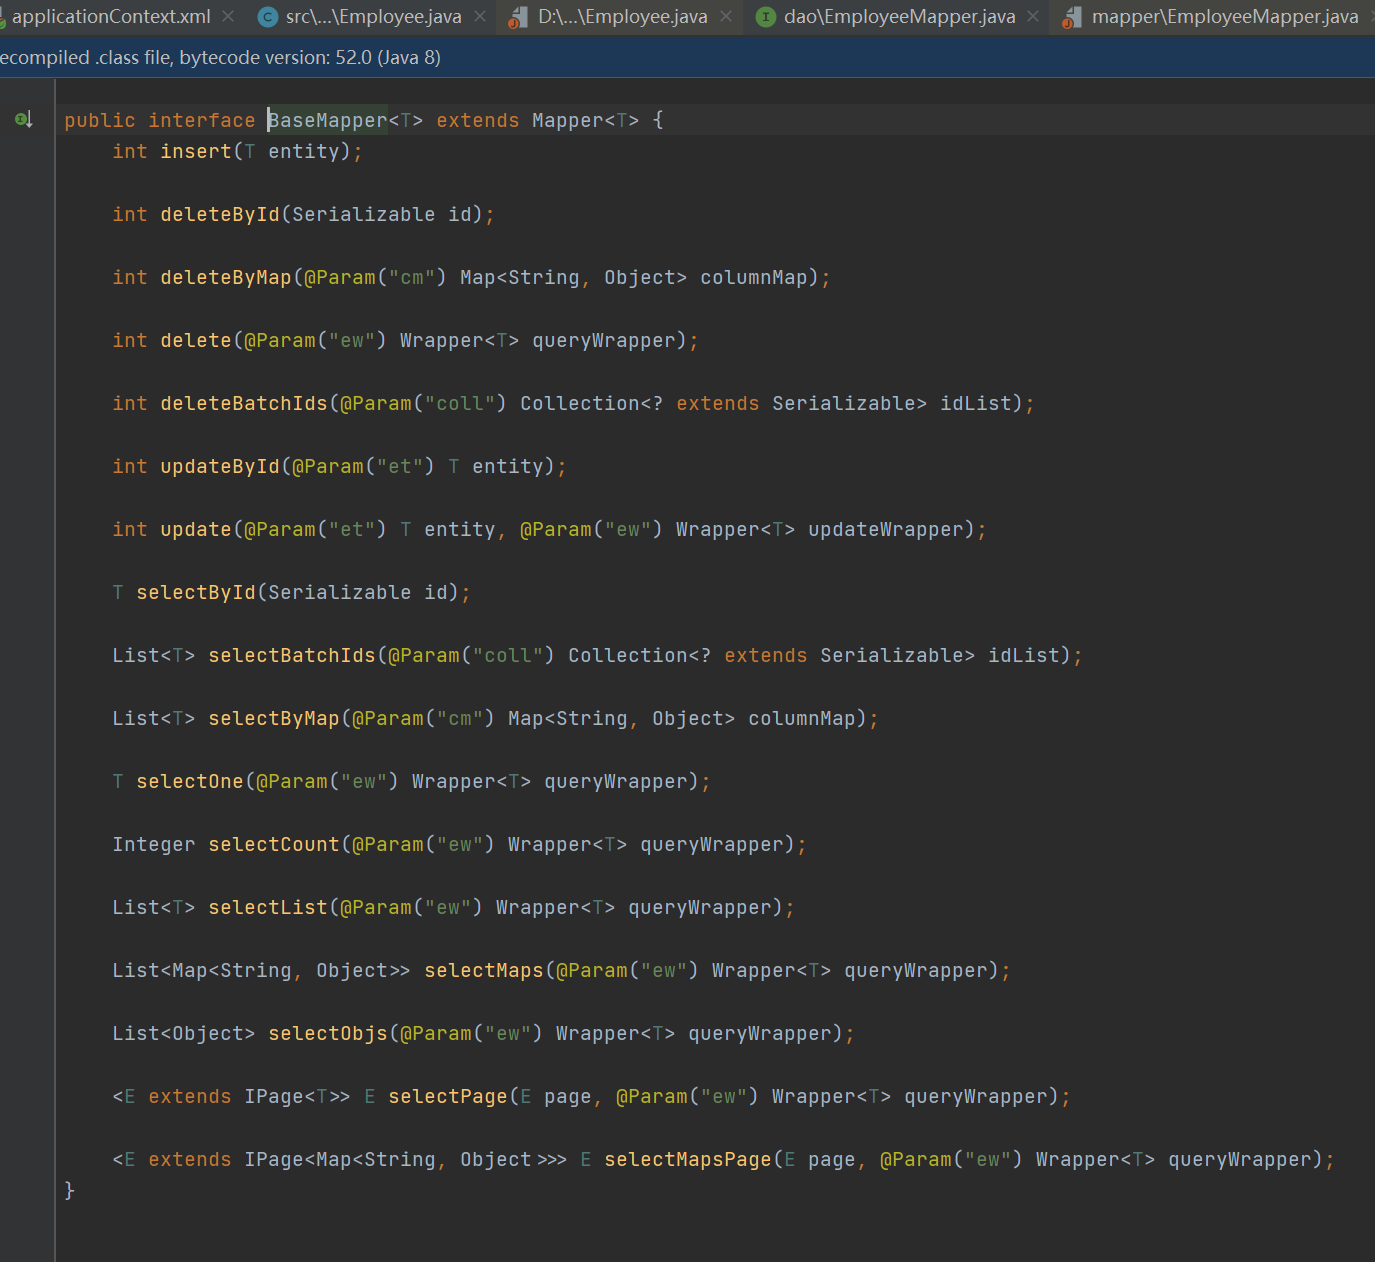 applicationContext.xml src\...\Employee.java D:\...\Employee.java dao\EmployeeMapper.java mapper\EmployeeMapper.java
ecompiled .class file, bytecode version: 52.0 (Java 8)
public interface BaseMapper<T> extends Mapper<T> {
int insert(T entity);
int deleteById(Serializable id);
int deleteByMap(@Param("cm") Map<String, Object> columnMap);
int delete(@Param("ew") Wrapper<T> queryWrapper);
int deleteBatchIds(@Param("coll") Collection<? extends Serializable> idList);
int updateById(@Param("et") T entity);
int update(@Param("et") T entity, @Param("ew") Wrapper<T> updateWrapper);
T selectById(Serializable id);
List<T> selectBatchIds(@Param("coll") Collection<? extends Serializable> idList);
List<T> selectByMap(@Param("cm") Map<String, Object> columnMap);
T selectOne(@Param("ew") Wrapper<T> queryWrapper);
Integer selectCount(@Param("ew") Wrapper<T> queryWrapper);
List<T> selectList(@Param("ew") Wrapper<T> queryWrapper);
List<Map<String, Object>> selectMaps(@Param("ew") Wrapper<T> queryWrapper);
List<Object> selectObjs(@Param("ew") Wrapper<T> queryWrapper);
<E extends IPage<T>> E selectPage(E page, @Param("ew") Wrapper<T> queryWrapper);
<E extends IPage<Map<String, Object>>> E selectMapsPage(E page, @Param("ew") Wrapper<T> queryWrapper);
}